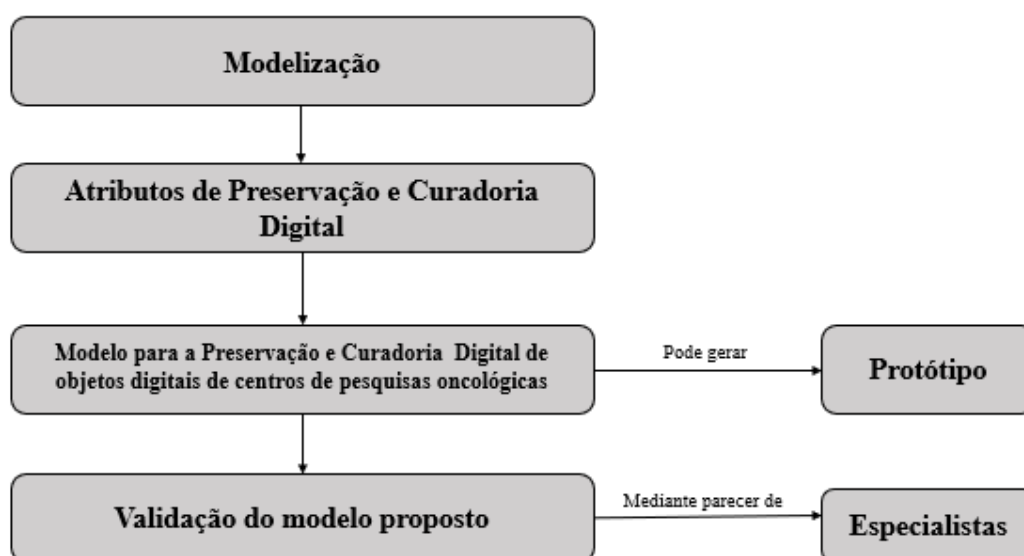 Modelização
Atributos de Preservação e Curadoria
Digital
Modelo para a Preservação e Curadoria Digital de
objetos digitais de centros de pesquisas oncológicas
Pode gerar
Protótipo
Validação do modelo proposto
Mediante parecer de
Especialistas